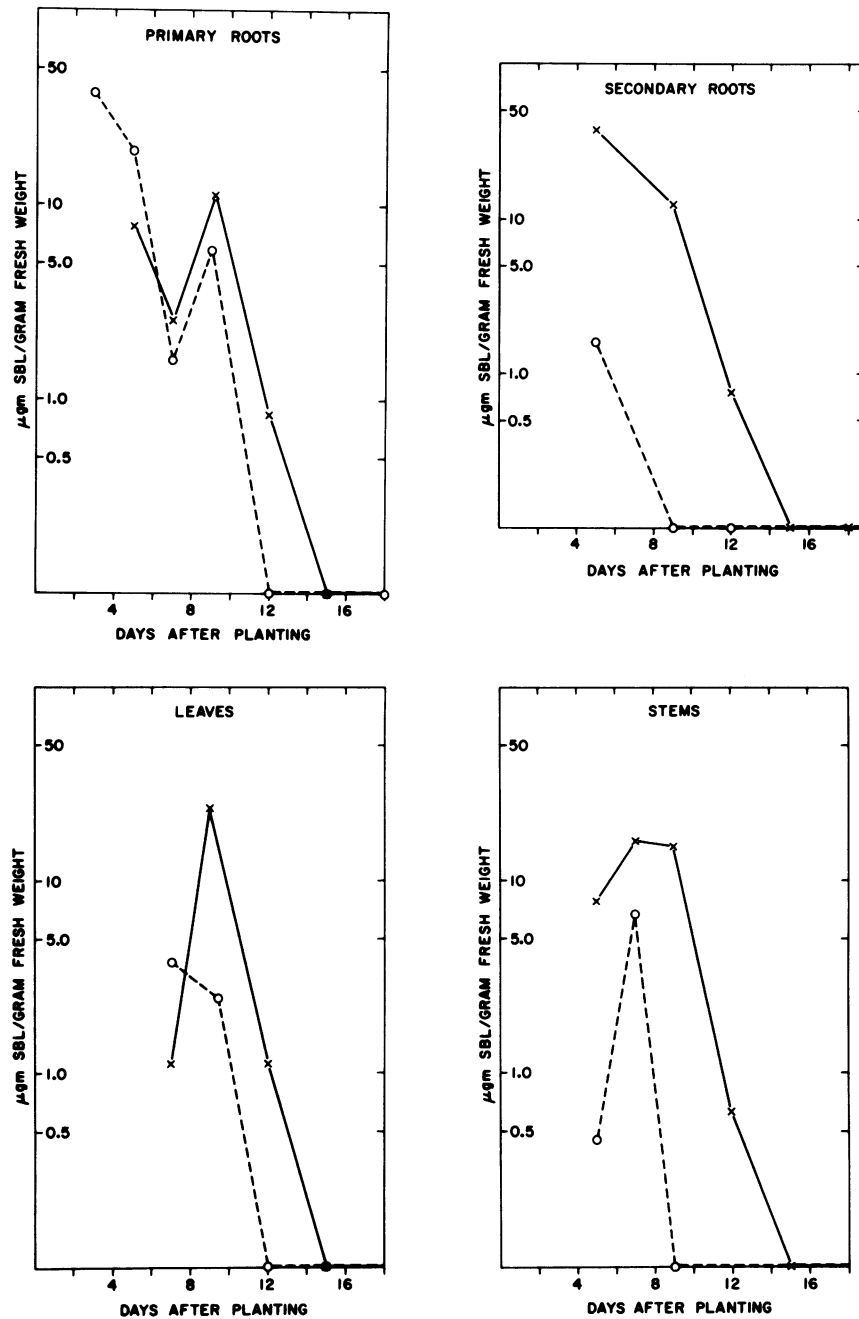 PRIMARY ROOTS
50
10
5.0
1.0
0.5
μgm SBL/GRAM FRESH WEIGHT
4 8 12 16
DAYS AFTER PLANTING
SECONDARY ROOTS
50
10
5.0
1.0
0.5
μgm SBL/GRAM FRESH WEIGHT
4 8 12 16
DAYS AFTER PLANTING
LEAVES
50
10
5.0
1.0
0.5
μgm SBL/GRAM FRESH WEIGHT
4 8 12 16
DAYS AFTER PLANTING
STEMS
50
10
5.0
1.0
0.5
μgm SBL/GRAM FRESH WEIGHT
4 8 12 16
DAYS AFTER PLANTING